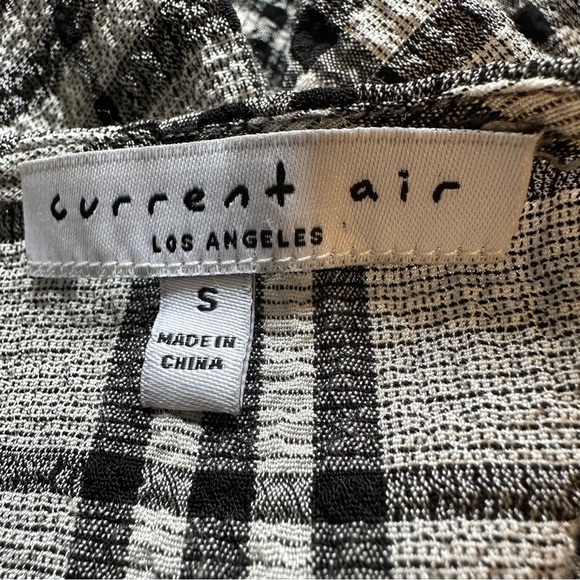 current air
LOS ANGELES
S
MADE IN
CHINA